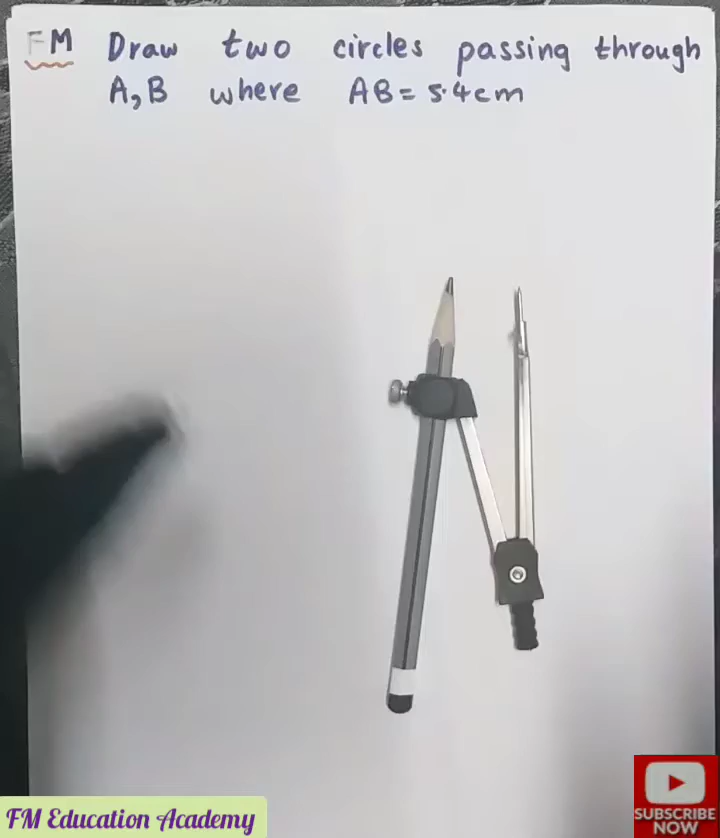 FM Draw two circles passing through
A, B where AB = 5.4cm
FM Education Academy
SUBSCRIBE
NOW